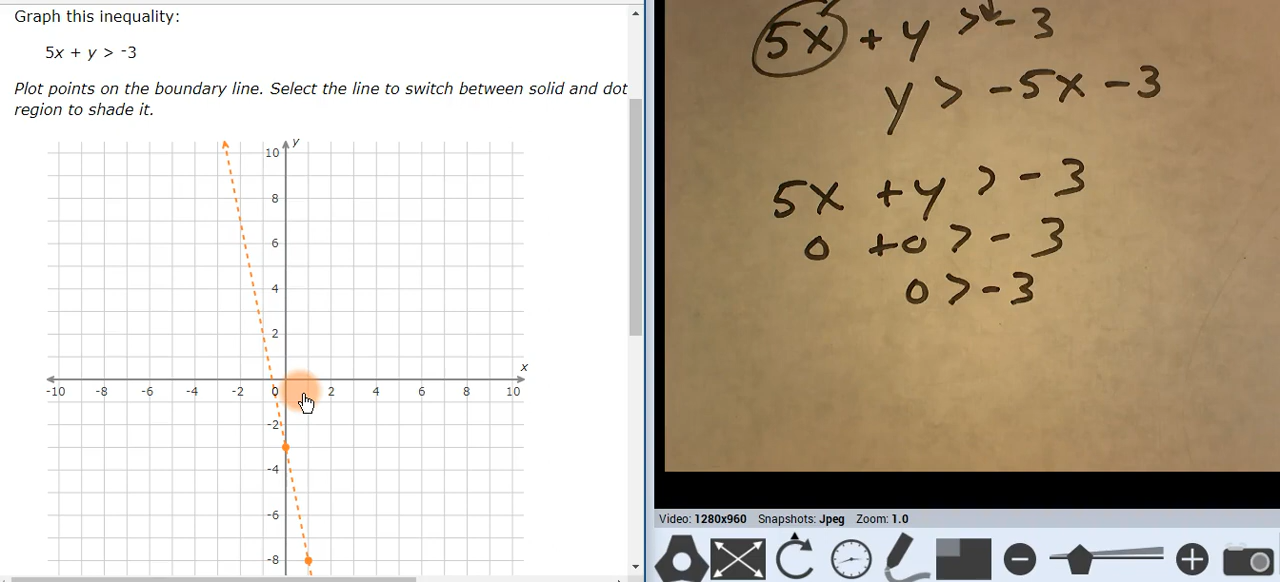 Graph this inequality:
5x + y > -3
Plot points on the boundary line. Select the line to switch between solid and dot
region to shade it.
y
10
8
6
4
2
x
-10 -8 -6 -4 -2 0 2 4 6 8 10
-2
-4
-6
-8
5x + y > - 3
y > -5x - 3
5x + y > - 3
0 + 0 > - 3
0 > - 3
Video: 1280x960 Snapshots: Jpeg Zoom: 1.0